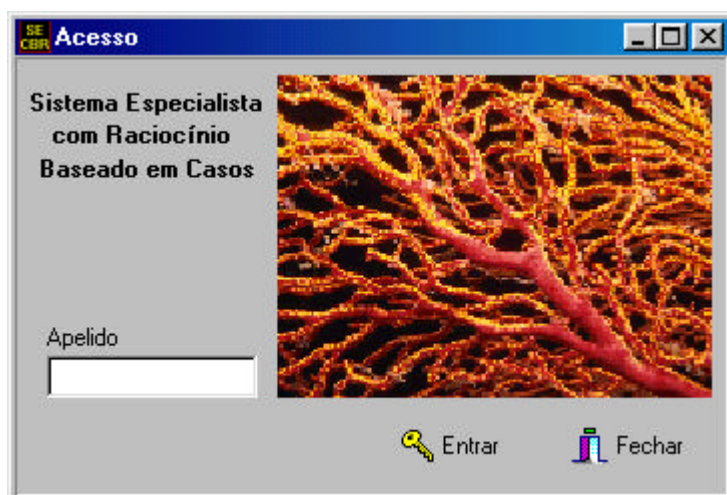 SE
CBR
Acesso
Sistema Especialista
com Raciocínio
Baseado em Casos
Apelido
Entrar
Fechar